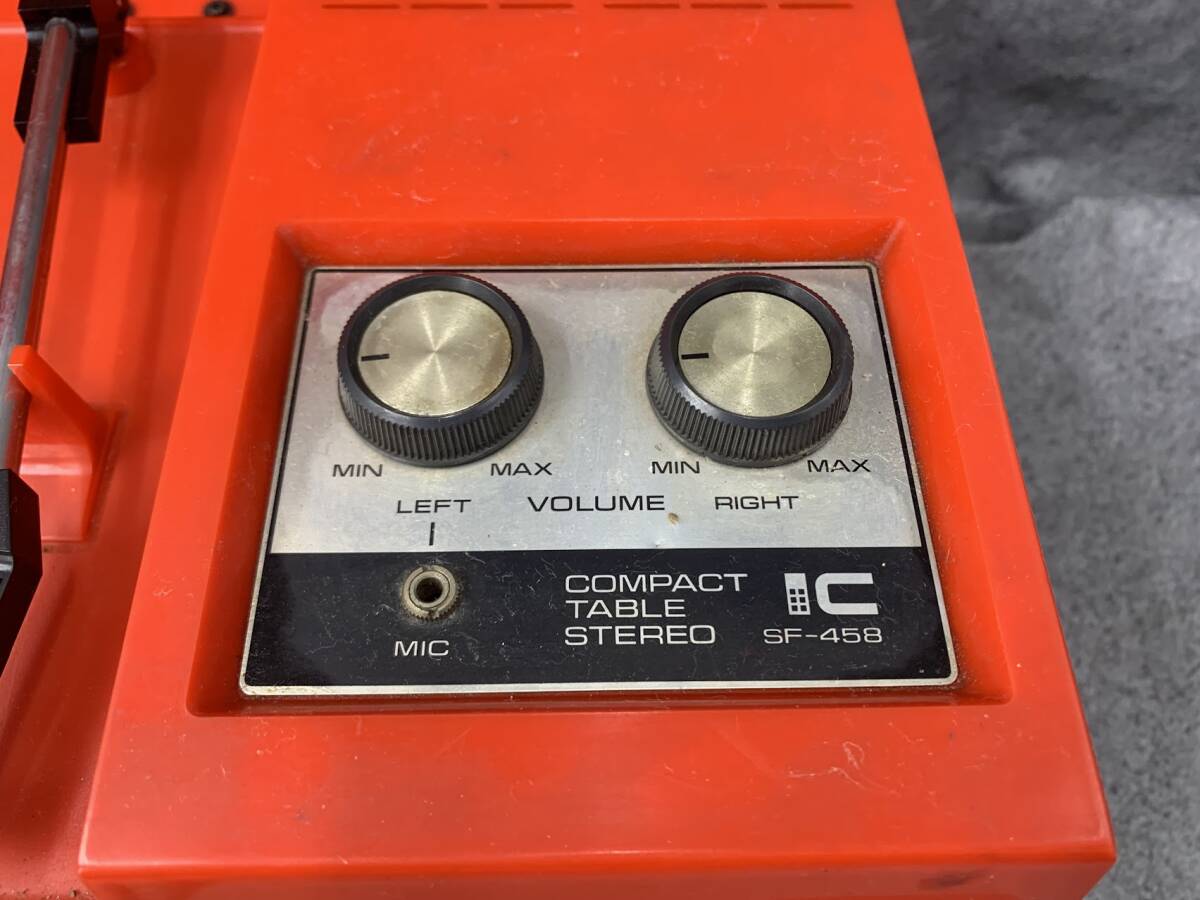 MIN MAX MIN MAX
LEFT VOLUME RIGHT
MIC
COMPACT
TABLE
STEREO
IC
SF-458